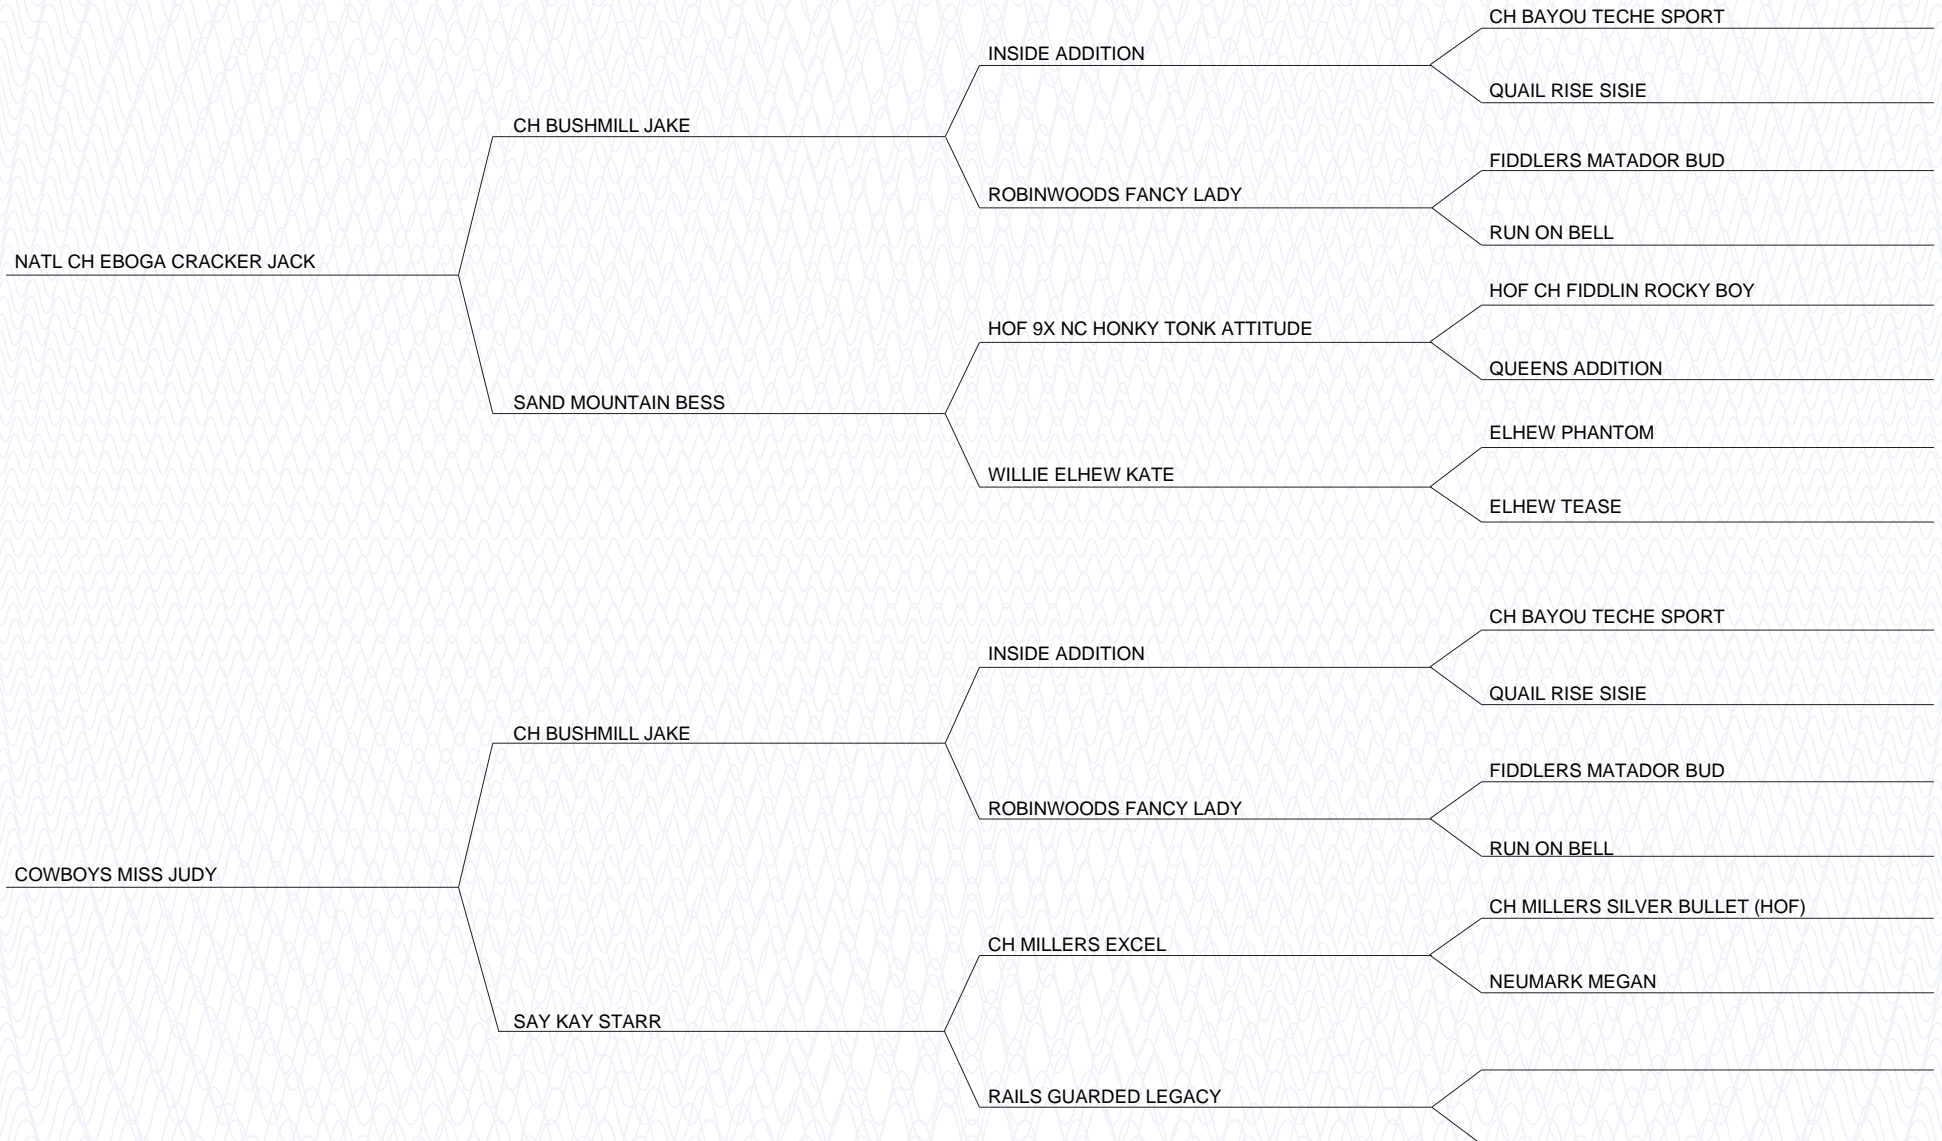 CH BAYOU TECHE SPORT
INSIDE ADDITION
QUAIL RISE SISIE
CH BUSHMILL JAKE
FIDDLERS MATADOR BUD
ROBINWOODS FANCY LADY
RUN ON BELL
NATL CH EBOGA CRACKER JACK
HOF CH FIDDLIN ROCKY BOY
HOF 9X NC HONKY TONK ATTITUDE
QUEENS ADDITION
SAND MOUNTAIN BESS
ELHEW PHANTOM
WILLIE ELHEW KATE
ELHEW TEASE
CH BAYOU TECHE SPORT
INSIDE ADDITION
QUAIL RISE SISIE
CH BUSHMILL JAKE
FIDDLERS MATADOR BUD
ROBINWOODS FANCY LADY
RUN ON BELL
COWBOYS MISS JUDY
CH MILLERS SILVER BULLET (HOF)
CH MILLERS EXCEL
NEUMARK MEGAN
SAY KAY STARR
RAILS GUARDED LEGACY